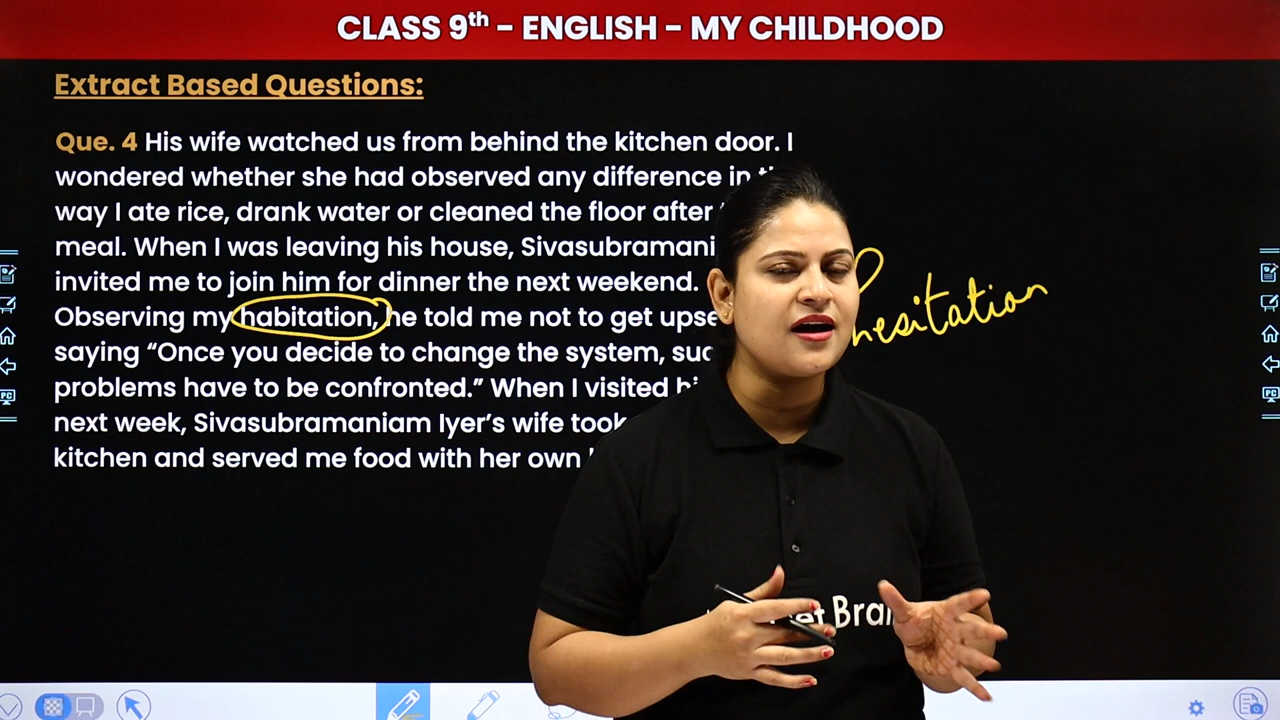 CLASS 9th - ENGLISH - MY CHILDHOOD
Extract Based Questions:
Que. 4 His wife watched us from behind the kitchen door. I
wondered whether she had observed any difference in
way I ate rice, drank water or cleaned the floor after
meal. When I was leaving his house,
invited me to join him for dinner the next weekend.
Observing my habitation, he told me not to get
saying “Once you decide to change the system,
problems have to be confronted.” When I visited
next week, Sivasubramaniam Iyer’s wife took
kitchen and served me food with her own
hesitation
PC
PC